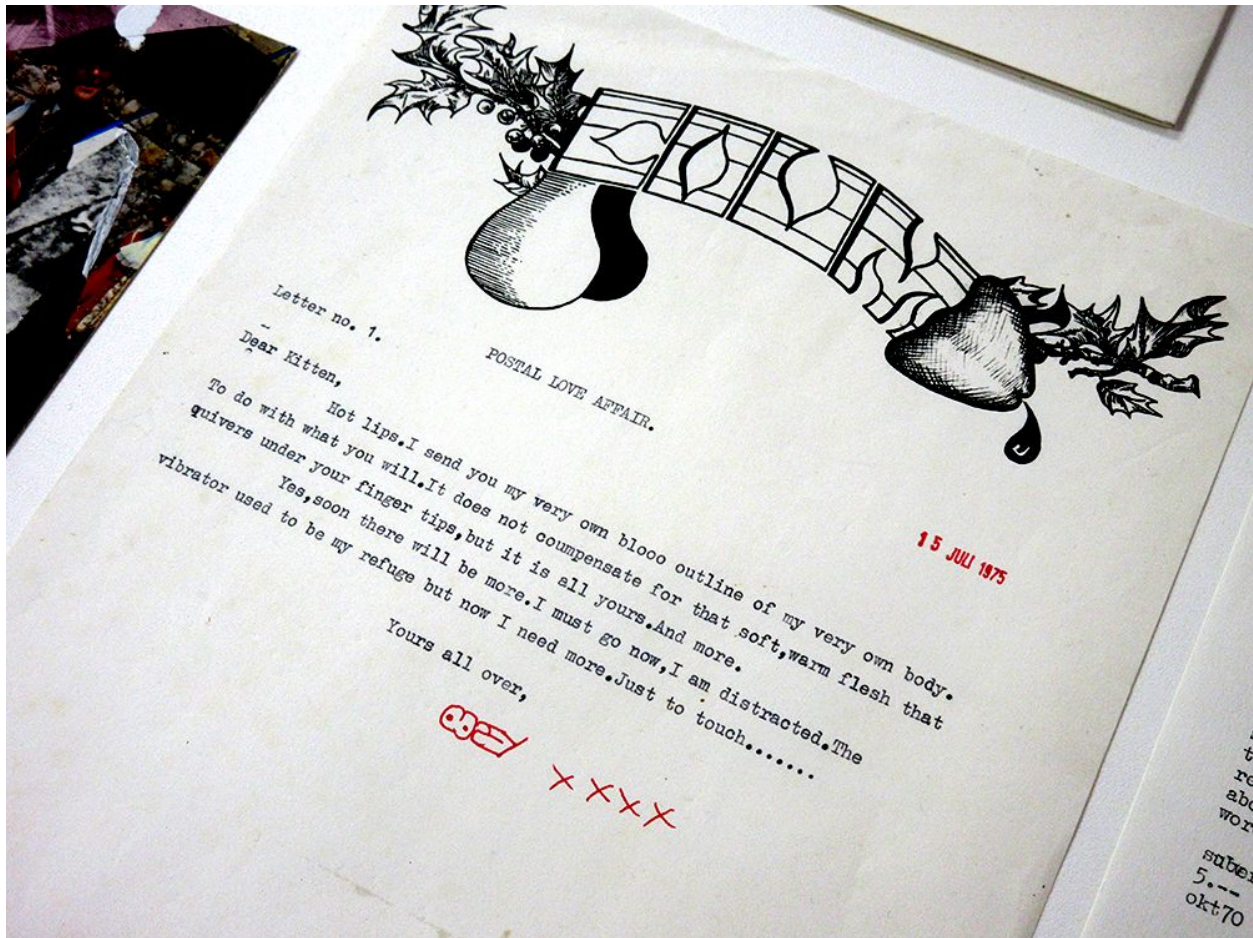 Letter no. 1.
POSTAL LOVE AFFAIR.
15 JULI 1975
Dear Kitten,
Hot lips.I send you my very own blooo outline of my very own body.
To do with what you will.It does not coumpensate for that soft,warm flesh that
quivers under your finger tips,but it is all yours.And more.
Yes,soon there will be more.I must go now,I am distracted.The
vibrator used to be my refuge but now I need more.Just to touch.......
Yours all over,
XXXX
5.--
okt70